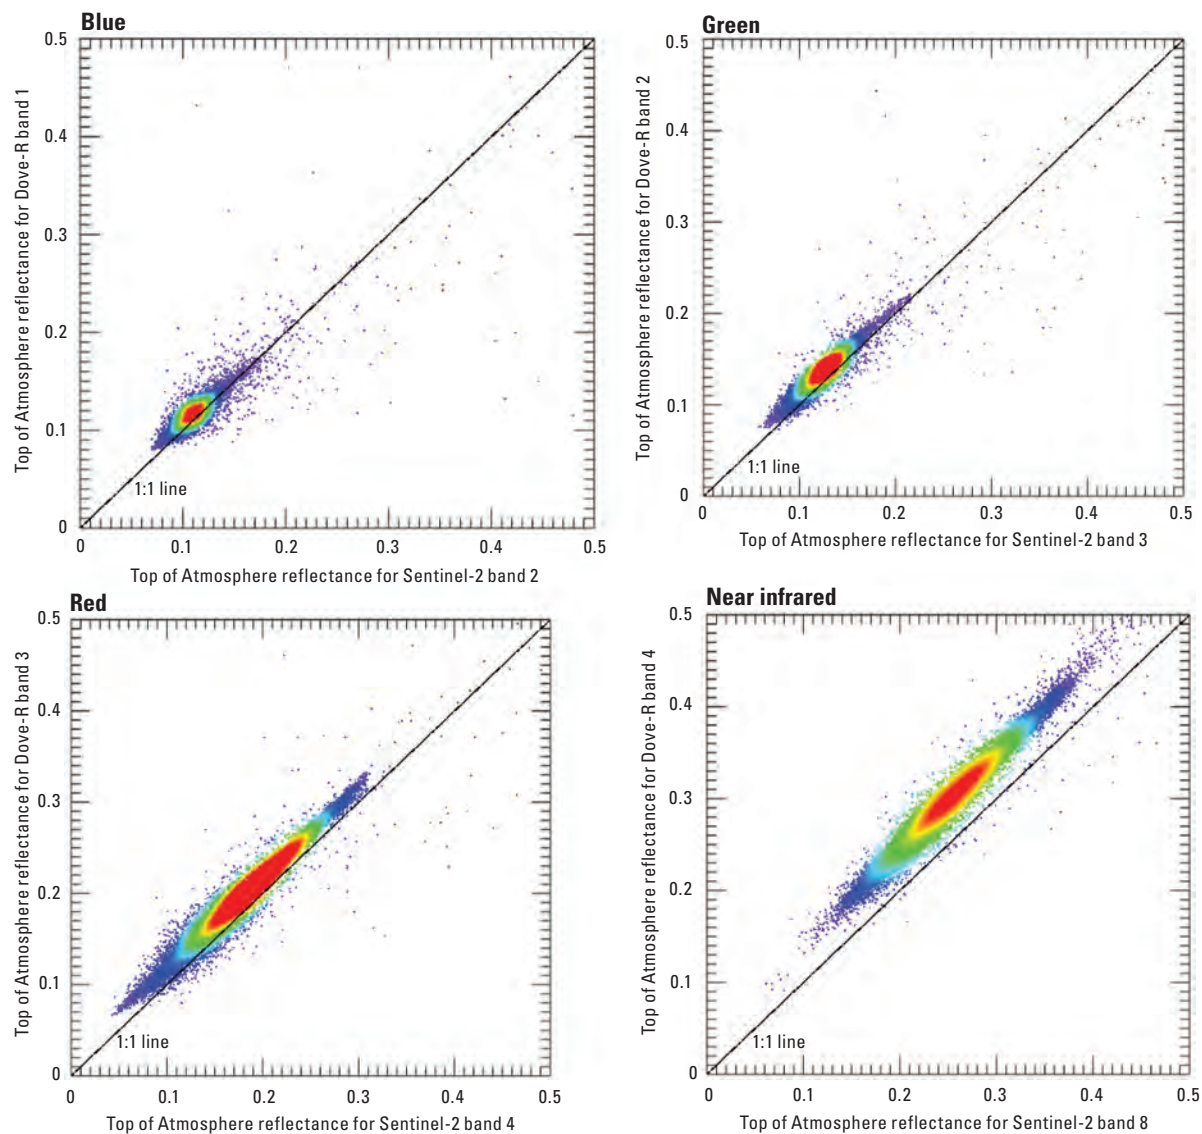 Blue
0.5
0.4
0.3
0.2
0.1
0
Top of Atmosphere reflectance for Dove-R band 1
1:1 line
0 0.1 0.2 0.3 0.4 0.5
Top of Atmosphere reflectance for Sentinel-2 band 2
Green
0.5
0.4
0.3
0.2
0.1
0
Top of Atmosphere reflectance for Dove-R band 2
1:1 line
0 0.1 0.2 0.3 0.4 0.5
Top of Atmosphere reflectance for Sentinel-2 band 3
Red
0.5
0.4
0.3
0.2
0.1
0
Top of Atmosphere reflectance for Dove-R band 3
1:1 line
0 0.1 0.2 0.3 0.4 0.5
Top of Atmosphere reflectance for Sentinel-2 band 4
Near infrared
0.5
0.4
0.3
0.2
0.1
0
Top of Atmosphere reflectance for Dove-R band 4
1:1 line
0 0.1 0.2 0.3 0.4 0.5
Top of Atmosphere reflectance for Sentinel-2 band 8